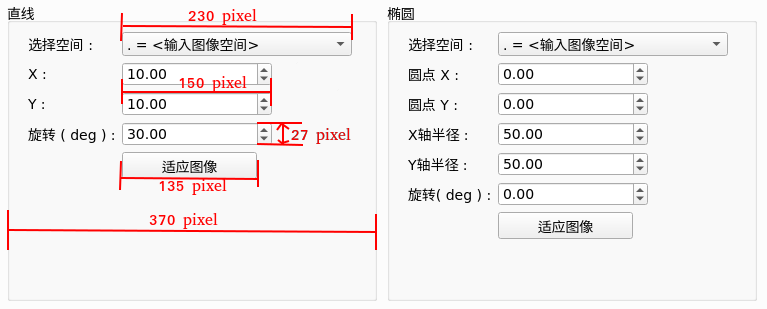 直线
230 pixel
选择空间：
. = <输入图像空间>
X：
10.00
150 pixel
Y：
10.00
旋转（deg）：
30.00
27 pixel
适应图像
135 pixel
370 pixel
椭圆
选择空间：
. = <输入图像空间>
圆点 X：
0.00
圆点 Y：
0.00
X轴半径：
50.00
Y轴半径：
50.00
旋转( deg )：
0.00
适应图像